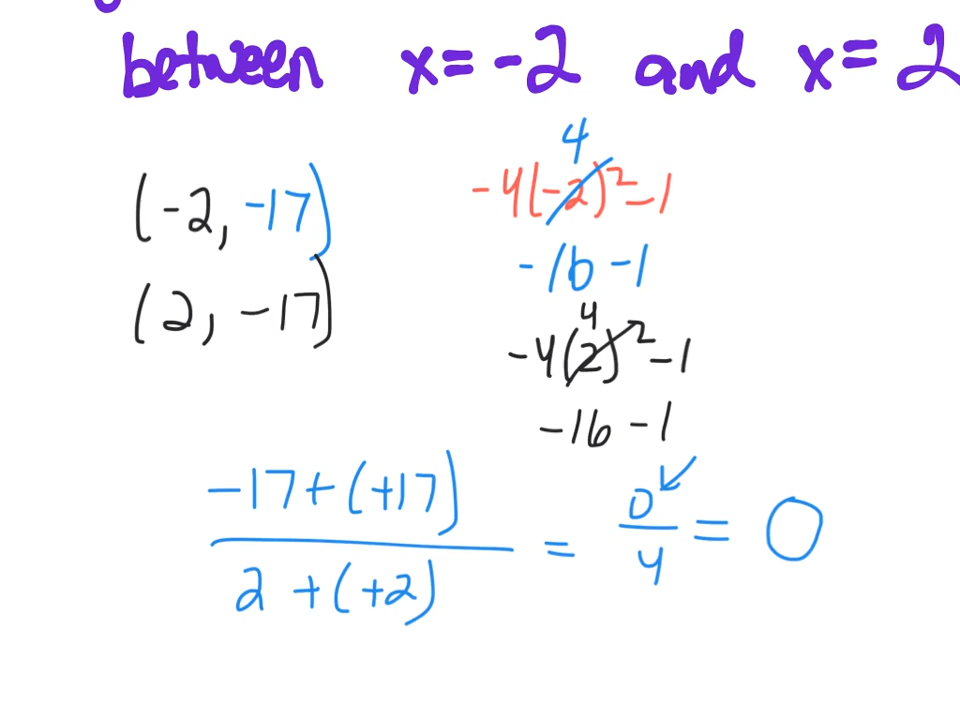 between x= -2 and x= 2
4
(-2, -17) -4(-2)²-1
-16 -1
(2, -17) 4
-4(2)²-1
-16 -1
-17+(+17) / 2 +(+2) = 0/4 = 0